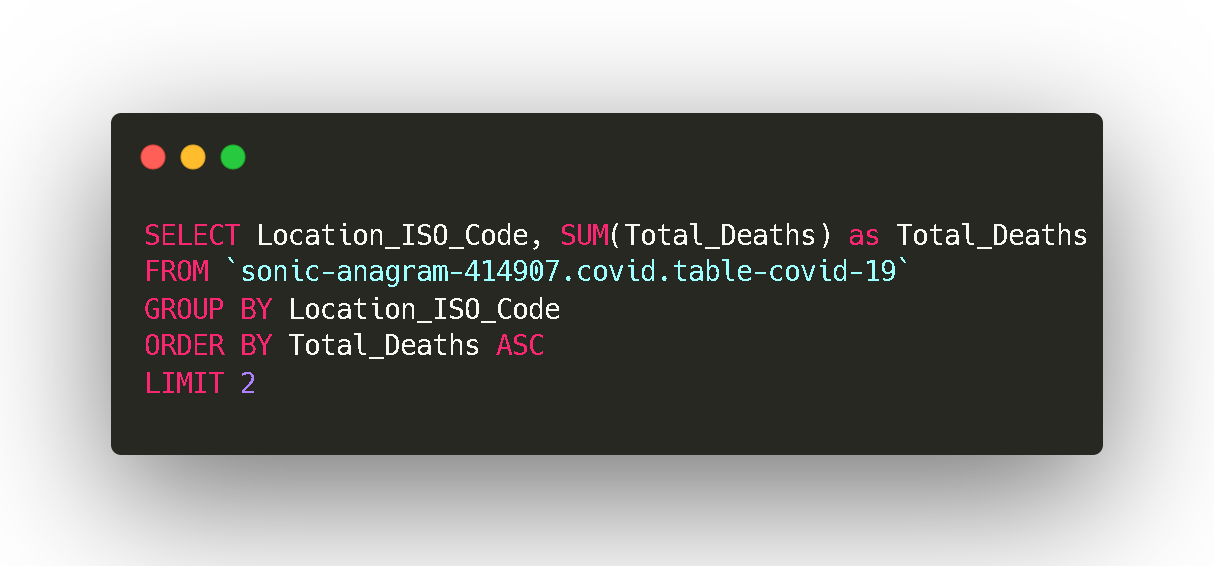 SELECT Location_ISO_Code, SUM(Total_Deaths) as Total_Deaths
FROM `sonic-anagram-414907.covid.table-covid-19`
GROUP BY Location_ISO_Code
ORDER BY Total_Deaths ASC
LIMIT 2